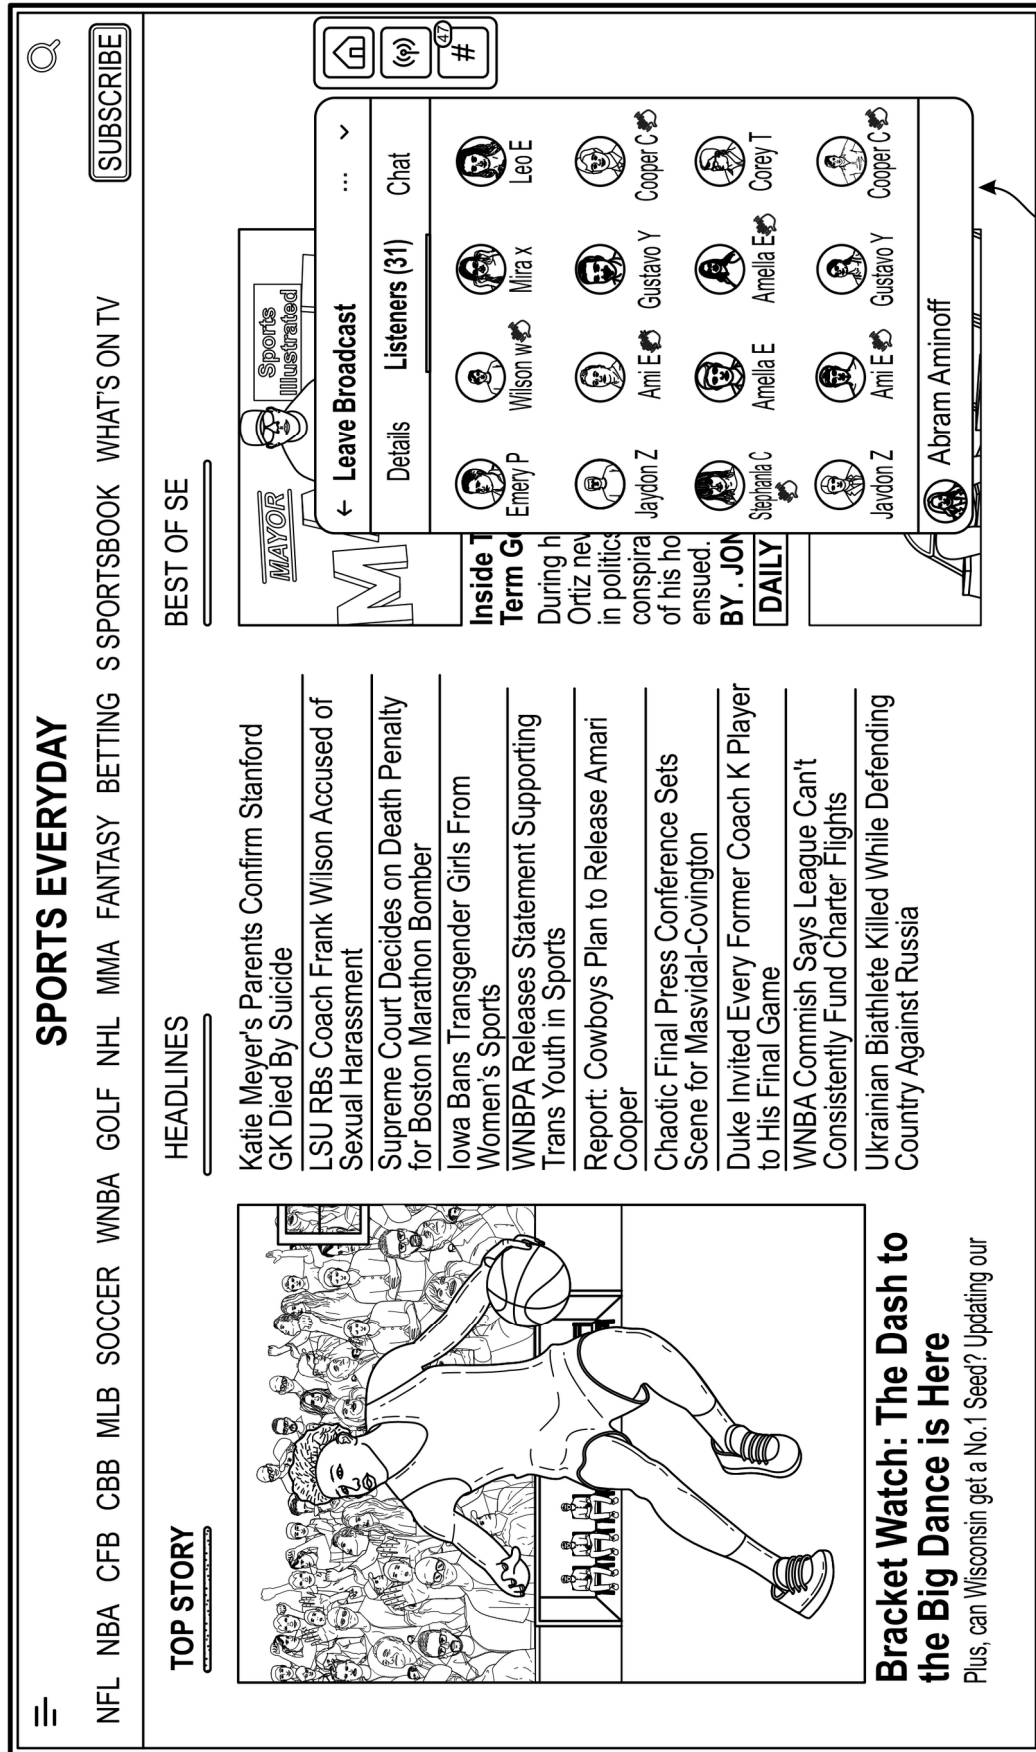 SPORTS EVERYDAY
SUBSCRIBE
NFL NBA CFB CBB MLB SOCCER WNBA GOLF NHL MMA FANTASY BETTING S SPORTSBOOK WHAT'S ON TV
TOP STORY
Bracket Watch: The Dash to
the Big Dance is Here
Plus, can Wisconsin get a No.1 Seed? Updating our
HEADLINES
Katie Meyer's Parents Confirm Stanford
GK Died By Suicide
LSU RBs Coach Frank Wilson Accused of
Sexual Harassment
Supreme Court Decides on Death Penalty
for Boston Marathon Bomber
Iowa Bans Transgender Girls From
Women's Sports
WNBPA Releases Statement Supporting
Trans Youth in Sports
Report: Cowboys Plan to Release Amari
Cooper
Chaotic Final Press Conference Sets
Scene for Masvidal-Covington
Duke Invited Every Former Coach K Player
to His Final Game
WNBA Commish Says League Can't
Consistently Fund Charter Flights
Ukrainian Biathlete Killed While Defending
Country Against Russia
BEST OF SE
MAYOR
Sports
Illustrated
MA
Inside T
Term Go
During h
Ortiz nev
in politics
conspira
of his ho
ensued.
BY . JON
DAILY
← Leave Broadcast ...
Details Listeners (31) Chat
Emery P Wilson w Mira x Leo E
Jaydon Z Ami E Gustavo Y Cooper C
Stephania C Amella E Amella E Corey T
Javdon Z Ami E Gustavo Y Cooper C
Abram Aminoff
47
#